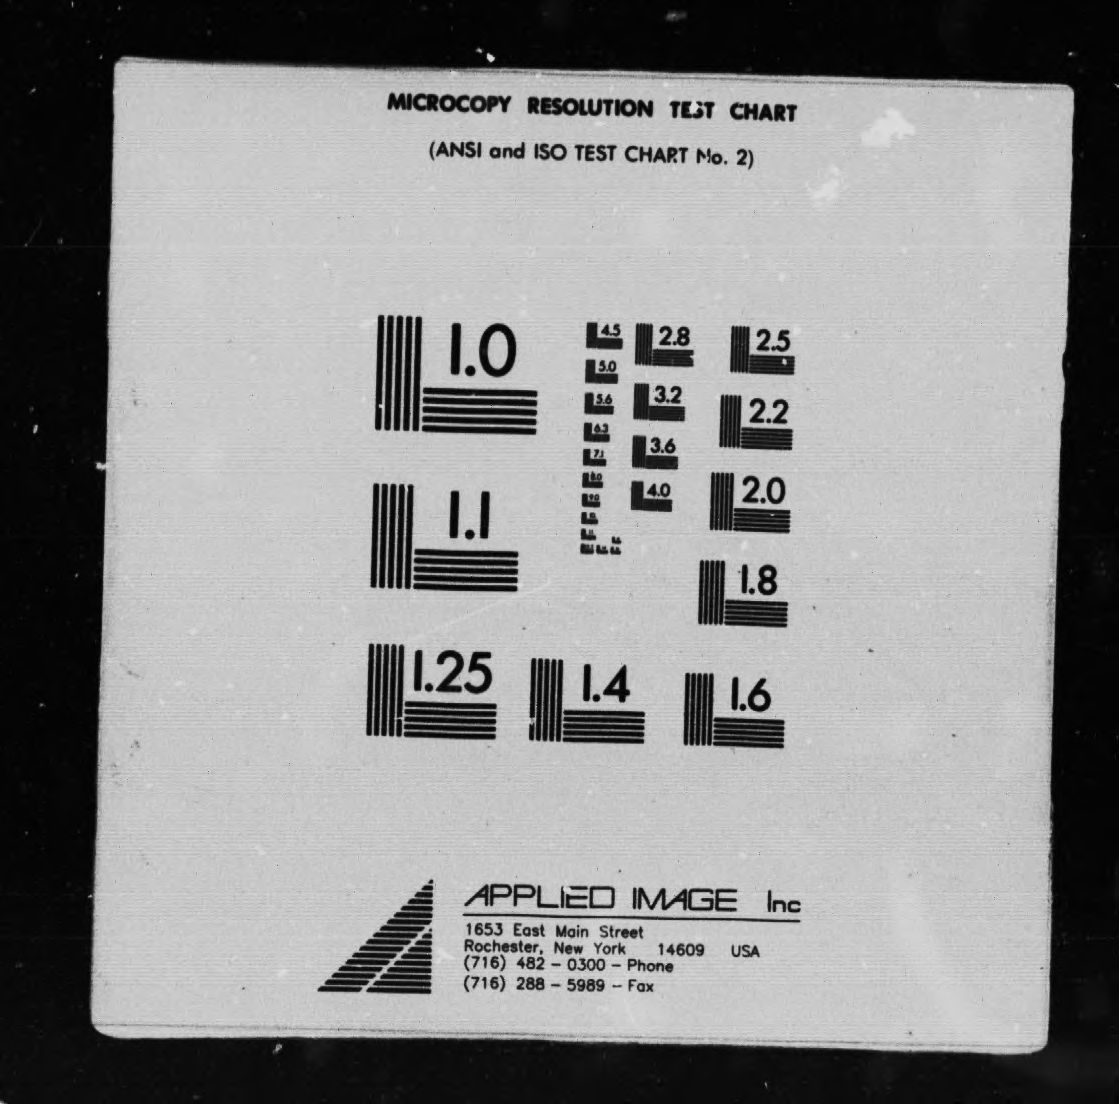 MICROCOPY RESOLUTION TEST CHART
(ANSI and ISO TEST CHART No. 2)
1.0
1.1
1.25
1.4
1.6
1.8
2.0
2.2
2.5
2.8
3.2
3.6
4.0
4.5
5.0
5.6
6.3
7.1
8.0
9.0
APPLIED IMAGE Inc
1653 East Main Street
Rochester, New York 14609 USA
(716) 482 - 0300 - Phone
(716) 288 - 5989 - Fax